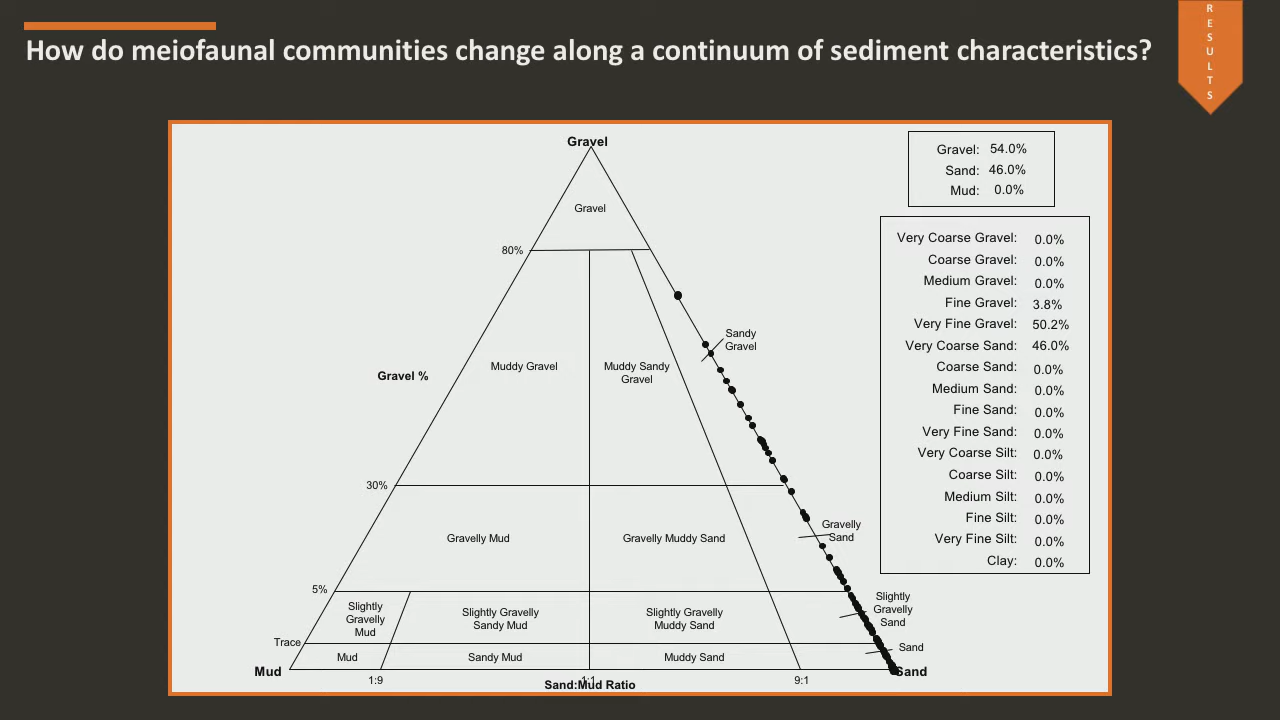 How do meiofaunal communities change along a continuum of sediment characteristics?
R
E
S
U
L
T
S
Gravel
Gravel
80%
Sandy
Gravel
Muddy Gravel
Muddy Sandy
Gravel
Gravel %
30%
Gravelly Mud
Gravelly Muddy Sand
Gravelly
Sand
5%
Slightly
Gravelly
Mud
Slightly Gravelly
Sandy Mud
Slightly Gravelly
Muddy Sand
Slightly
Gravelly
Sand
Trace
Mud
Sandy Mud
Muddy Sand
Sand
Mud
Sand
1:9
1:1
9:1
Sand:Mud Ratio
Gravel: 54.0%
Sand: 46.0%
Mud: 0.0%
Very Coarse Gravel: 0.0%
Coarse Gravel: 0.0%
Medium Gravel: 0.0%
Fine Gravel: 3.8%
Very Fine Gravel: 50.2%
Very Coarse Sand: 46.0%
Coarse Sand: 0.0%
Medium Sand: 0.0%
Fine Sand: 0.0%
Very Fine Sand: 0.0%
Very Coarse Silt: 0.0%
Coarse Silt: 0.0%
Medium Silt: 0.0%
Fine Silt: 0.0%
Very Fine Silt: 0.0%
Clay: 0.0%